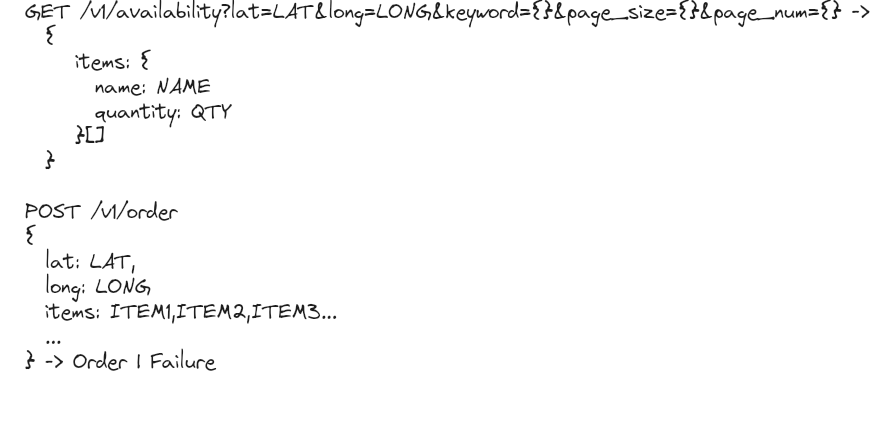 GET /v1/availability?lat=LAT&long=LONG&keyword={}&page_size={}&page_num={} ->
{
items: {
name: NAME
quantity: QTY
}[]
}
POST /v1/order
{
lat: LAT,
long: LONG,
items: ITEM1,ITEM2,ITEM3...
...
} -> Order | Failure